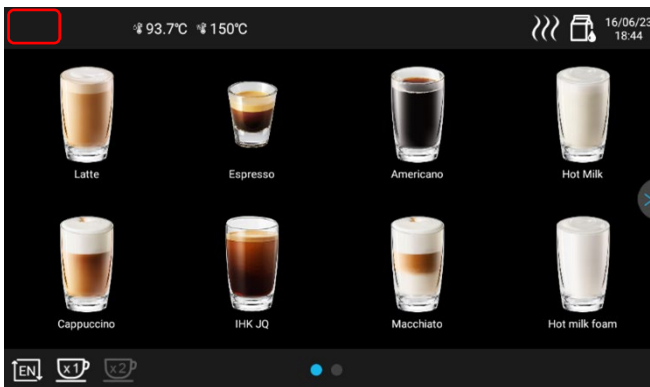 93.7℃ 150℃
16/06/23
18:44
Latte
Espresso
Americano
Hot Milk
Cappuccino
IHK JQ
Macchiato
Hot milk foam
EN
x1
x2